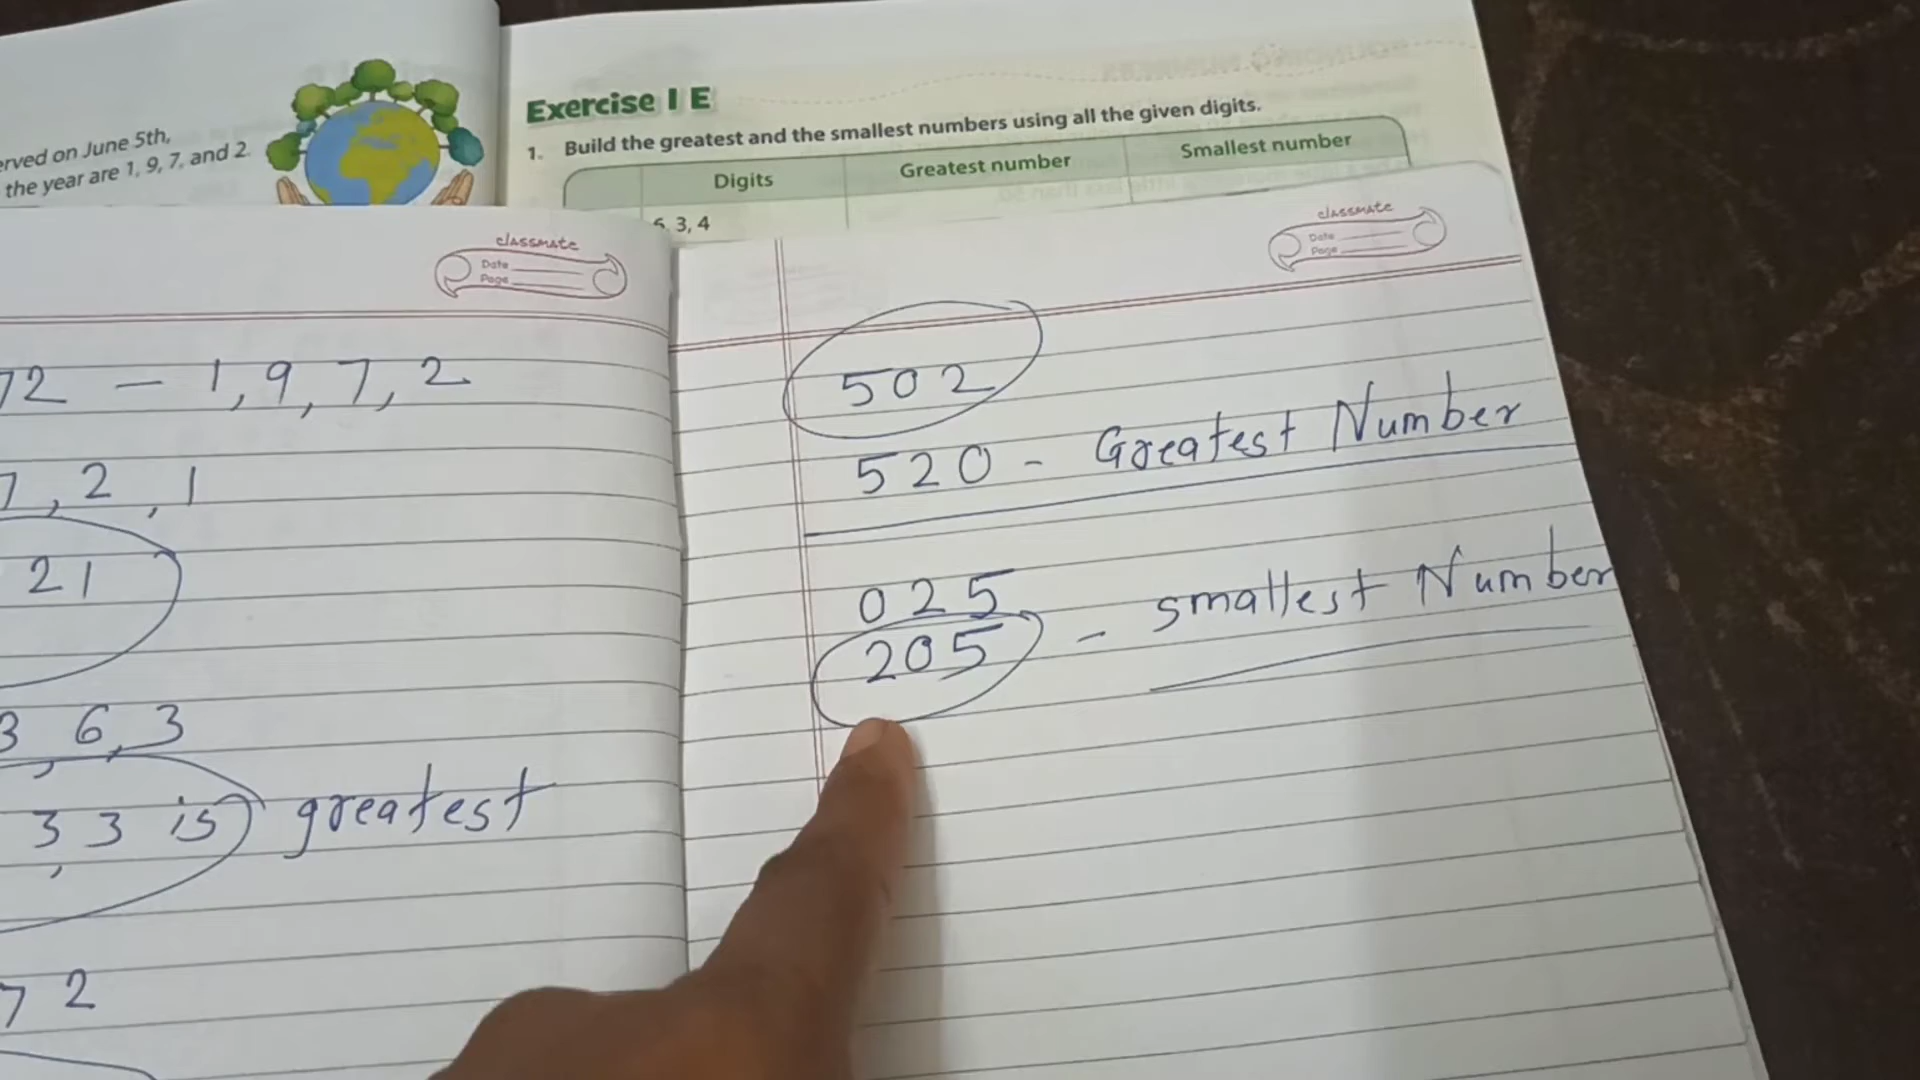 erved on June 5th,
the year are 1, 9, 7, and 2.
Exercise 1 E
1. Build the greatest and the smallest numbers using all the given digits.
Digits Greatest number Smallest number
6, 3, 4
classmate
Date
Page
72 - 1, 9, 7, 2
7, 2, 1
21
3 6, 3
3, 3 is greatest
7 2
classmate
Date
Page
502
520 - Greatest Number
025
205 - smallest Number